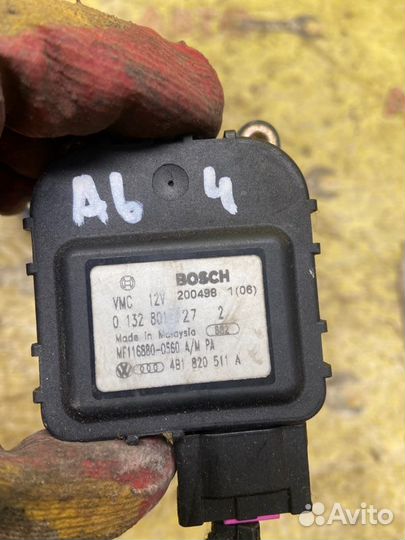 A6 4
BOSCH
VMC 12V 200498 1(06)
0 132 801 27 2
Made in Malaysia 882
MF116880-0560 A/M PA
4B1 820 511 A
Avito